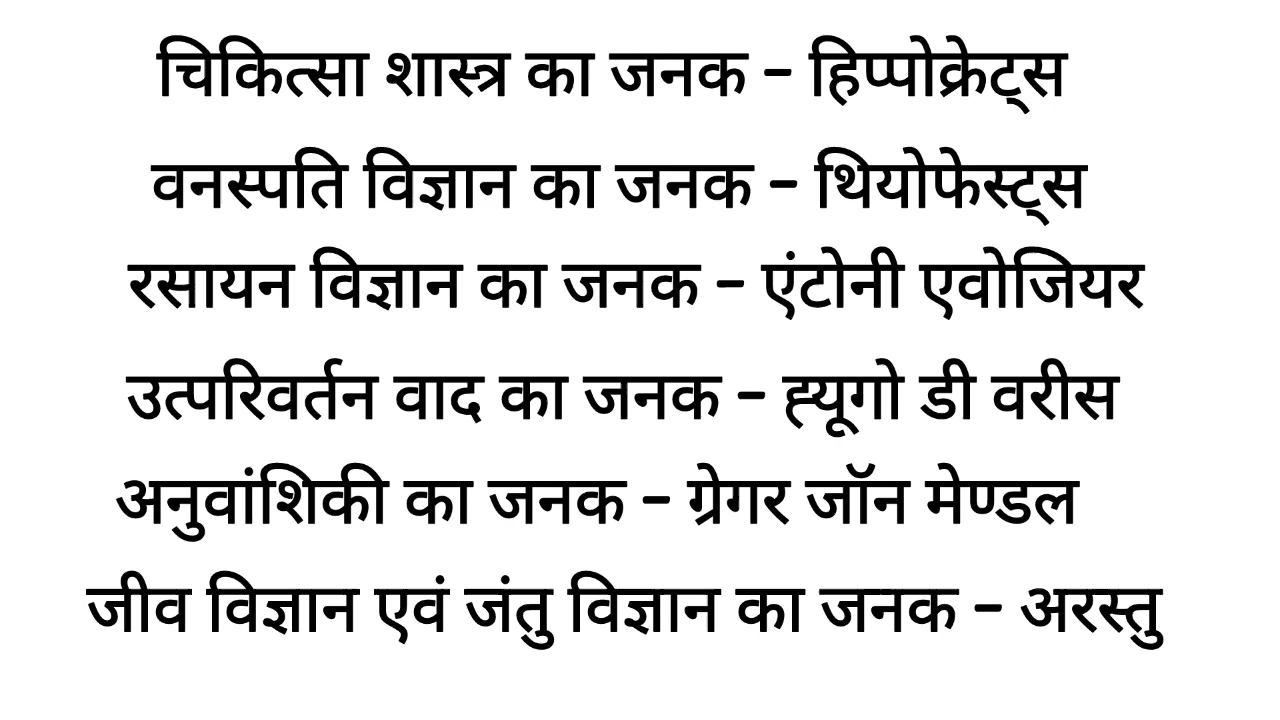 चिकित्सा शास्त्र का जनक - हिप्पोक्रेट्स
वनस्पति विज्ञान का जनक - थियोफेस्ट्स
रसायन विज्ञान का जनक - एंटोनी एवोजियर
उत्परिवर्तन वाद का जनक - ह्यूगो डी वरीस
अनुवांशिकी का जनक - ग्रेगर जॉन मेण्डल
जीव विज्ञान एवं जंतु विज्ञान का जनक - अरस्तु